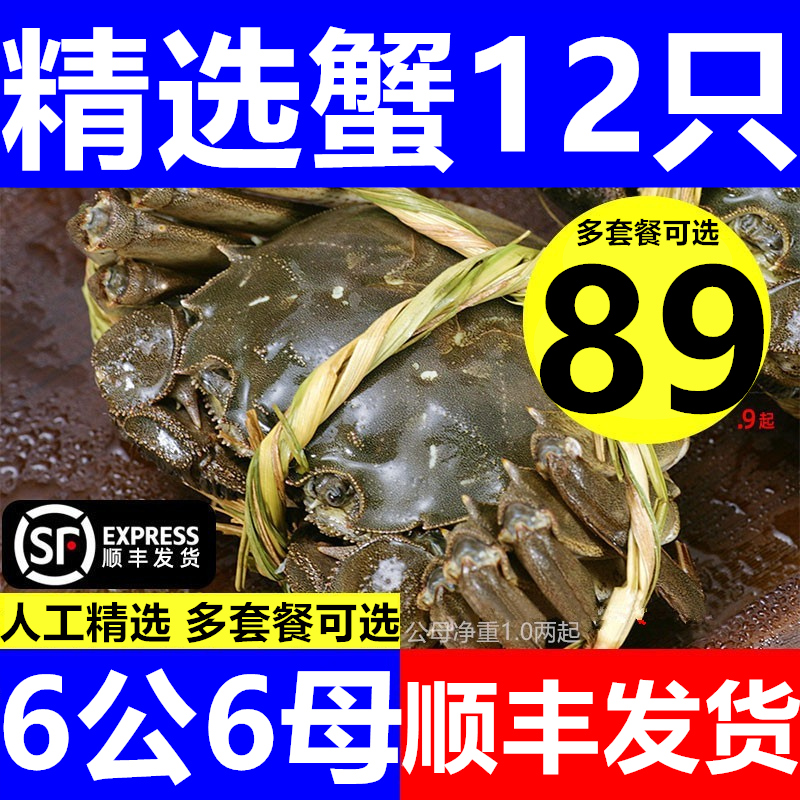 精选蟹12只
多套餐可选
89
.9起
SF EXPRESS
顺丰发货
人工精选 多套餐可选
公母净重1.0两起
6公6母
顺丰发货